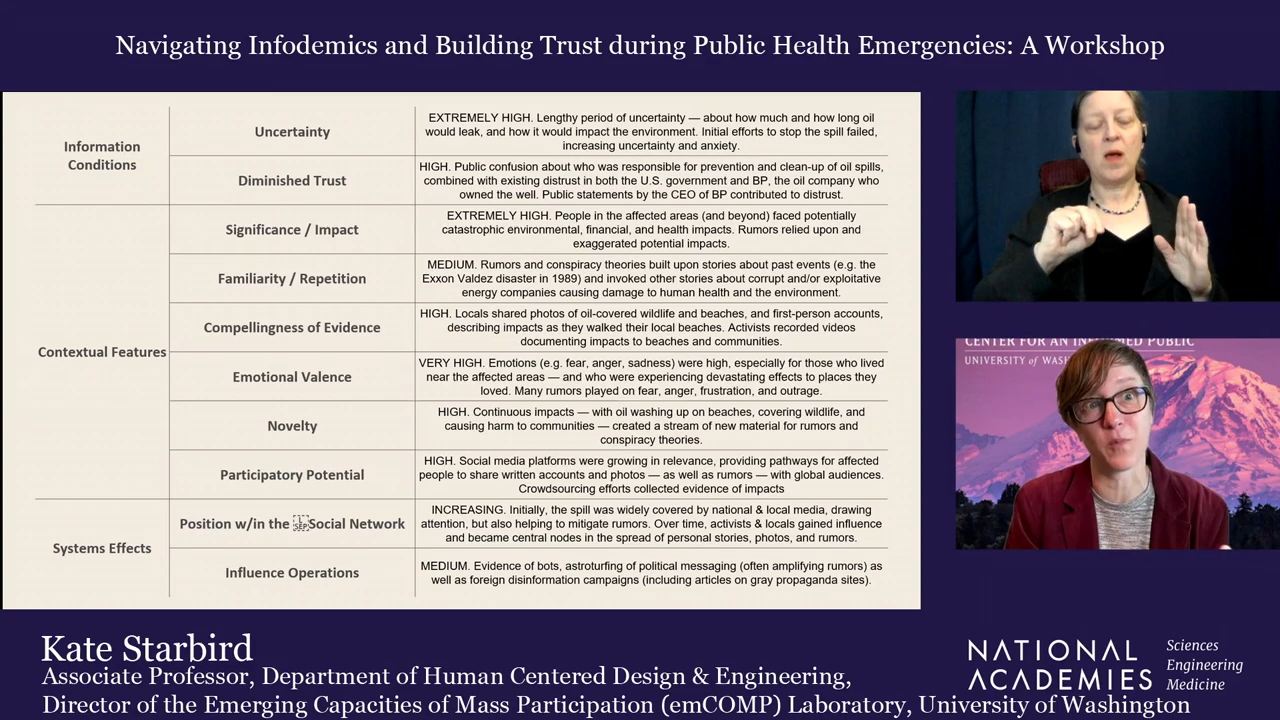 Navigating Infodemics and Building Trust during Public Health Emergencies: A Workshop
Information
Conditions
Uncertainty
EXTREMELY HIGH. Lengthy period of uncertainty — about how much and how long oil
would leak, and how it would impact the environment. Initial efforts to stop the spill failed,
increasing uncertainty and anxiety.
Diminished Trust
HIGH. Public confusion about who was responsible for prevention and clean-up of oil spills,
combined with existing distrust in both the U.S. government and BP, the oil company who
owned the well. Public statements by the CEO of BP contributed to distrust.
Contextual Features
Significance / Impact
EXTREMELY HIGH. People in the affected areas (and beyond) faced potentially
catastrophic environmental, financial, and health impacts. Rumors relied upon and
exaggerated potential impacts.
Familiarity / Repetition
MEDIUM. Rumors and conspiracy theories built upon stories about past events (e.g. the
Exxon Valdez disaster in 1989) and invoked other stories about corrupt and/or exploitative
energy companies causing damage to human health and the environment.
Compellingness of Evidence
HIGH. Locals shared photos of oil-covered wildlife and beaches, and first-person accounts,
describing impacts as they walked their local beaches. Activists recorded videos
documenting impacts to beaches and communities.
Emotional Valence
VERY HIGH. Emotions (e.g. fear, anger, sadness) were high, especially for those who lived
near the affected areas — and who were experiencing devastating effects to places they
loved. Many rumors played on fear, anger, frustration, and outrage.
Novelty
HIGH. Continuous impacts — with oil washing up on beaches, covering wildlife, and
causing harm to communities — created a stream of new material for rumors and
conspiracy theories.
Participatory Potential
HIGH. Social media platforms were growing in relevance, providing pathways for affected
people to share written accounts and photos — as well as rumors — with global audiences.
Crowdsourcing efforts collected evidence of impacts
Systems Effects
Position w/in the Social Network
INCREASING. Initially, the spill was widely covered by national & local media, drawing
attention, but also helping to mitigate rumors. Over time, activists & locals gained influence
and became central nodes in the spread of personal stories, photos, and rumors.
Influence Operations
MEDIUM. Evidence of bots, astroturfing of political messaging (often amplifying rumors) as
well as foreign disinformation campaigns (including articles on gray propaganda sites).
CENTER FOR AN INFORMED PUBLIC
UNIVERSITY of
Kate Starbird
Associate Professor, Department of Human Centered Design & Engineering,
Director of the Emerging Capacities of Mass Participation (emCOMP) Laboratory, University of Washington
NATIONAL
ACADEMIES
Sciences
Engineering
Medicine